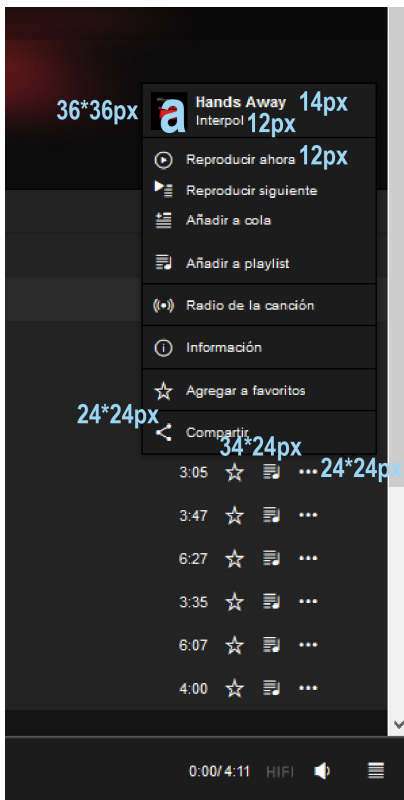 36*36px a Hands Away 14px
Interpol 12px
Reproducir ahora 12px
Reproducir siguiente
Añadir a cola
Añadir a playlist
Radio de la canción
Información
Agregar a favoritos
24*24px
Compartir
34*24px
3:05 24*24px
3:47
6:27
3:35
6:07
4:00
0:00/4:11 HIFI